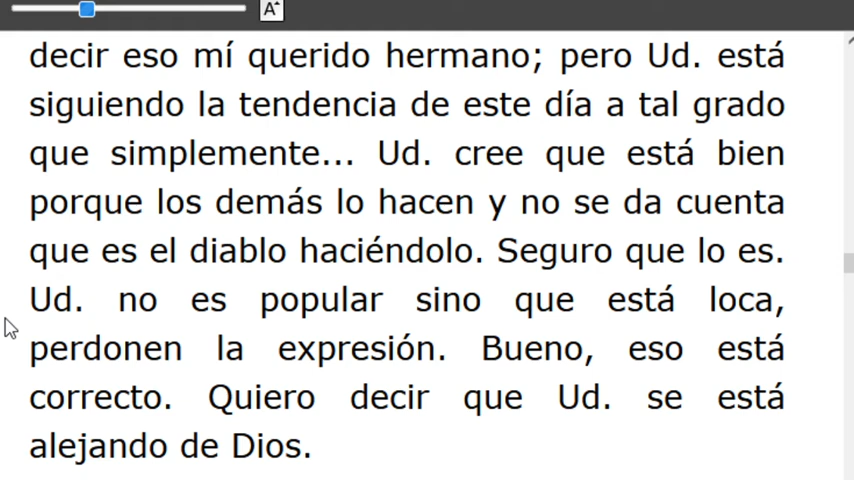 A
decir eso mí querido hermano; pero Ud. está
siguiendo la tendencia de este día a tal grado
que simplemente... Ud. cree que está bien
porque los demás lo hacen y no se da cuenta
que es el diablo haciéndolo. Seguro que lo es.
Ud. no es popular sino que está loca,
perdonen la expresión. Bueno, eso está
correcto. Quiero decir que Ud. se está
alejando de Dios.